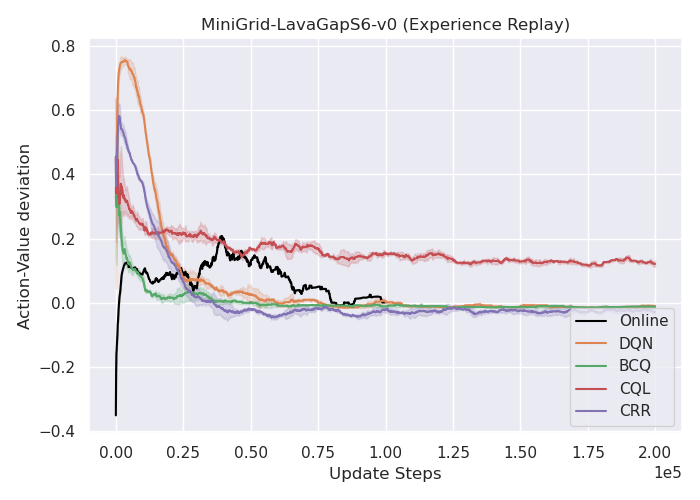 MiniGrid-LavaGapS6-v0 (Experience Replay)
Action-Value deviation
0.8
0.6
0.4
0.2
0.0
−0.2
−0.4
0.00 0.25 0.50 0.75 1.00 1.25 1.50 1.75 2.00
1e5
Update Steps
Online
DQN
BCQ
CQL
CRR